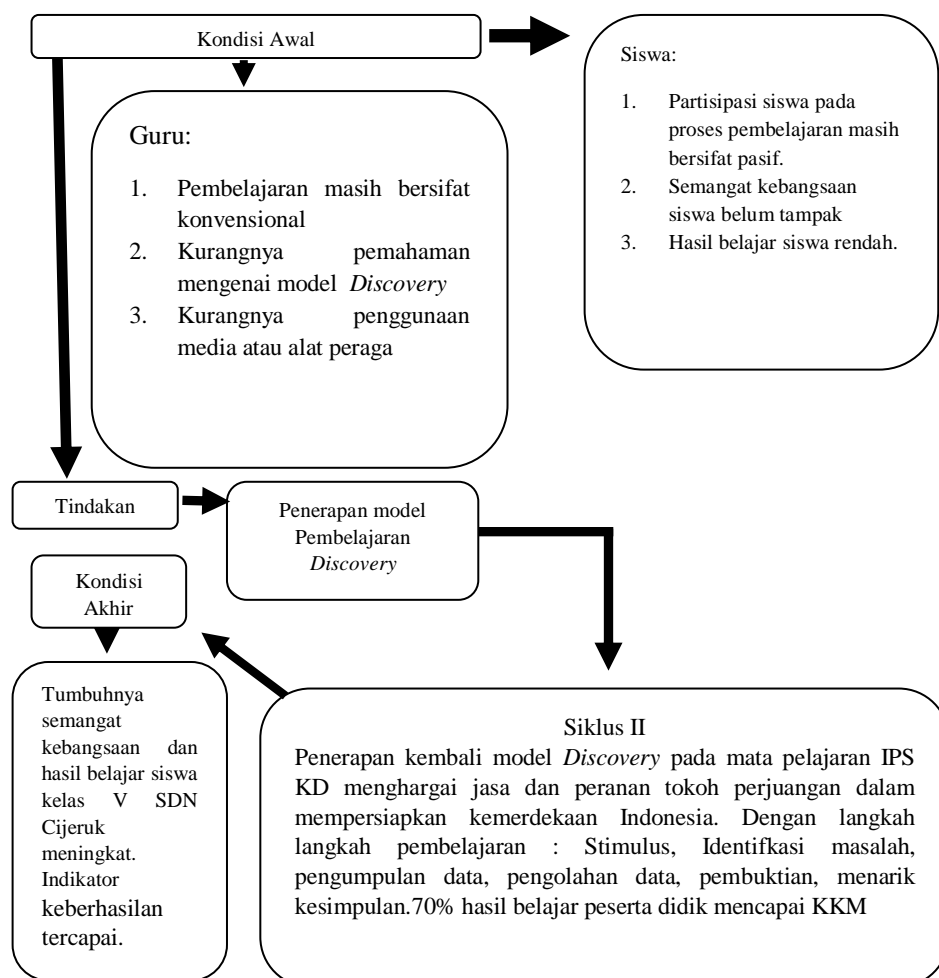 Kondisi Awal
Siswa:
1. Partisipasi siswa pada
proses pembelajaran masih
bersifat pasif.
2. Semangat kebangsaan
siswa belum tampak
3. Hasil belajar siswa rendah.
Guru:
1. Pembelajaran masih bersifat
konvensional
2. Kurangnya pemahaman
mengenai model Discovery
3. Kurangnya penggunaan
media atau alat peraga
Tindakan
Penerapan model
Pembelajaran
Discovery
Kondisi
Akhir
Tumbuhnya
semangat
kebangsaan dan
hasil belajar siswa
kelas V SDN
Cijeruk
meningkat.
Indikator
keberhasilan
tercapai.
Siklus II
Penerapan kembali model Discovery pada mata pelajaran IPS
KD menghargai jasa dan peranan tokoh perjuangan dalam
mempersiapkan kemerdekaan Indonesia. Dengan langkah
langkah pembelajaran : Stimulus, Identifkasi masalah,
pengumpulan data, pengolahan data, pembuktian, menarik
kesimpulan.70% hasil belajar peserta didik mencapai KKM